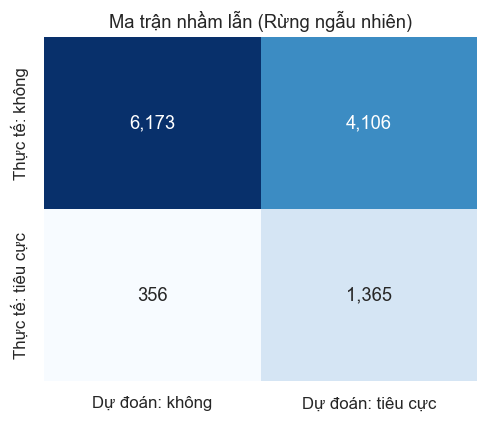 Ma trận nhầm lẫn (Rừng ngẫu nhiên)
Thực tế: không
6,173
4,106
Thực tế: tiêu cực
356
1,365
Dự đoán: không
Dự đoán: tiêu cực